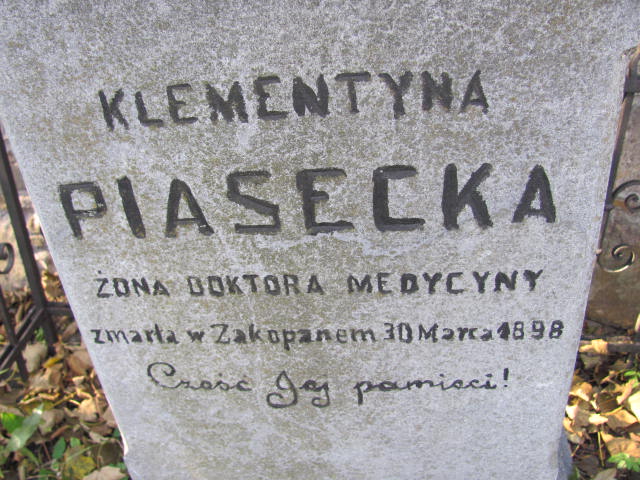 KLEMENTYNA
PIASECKA
ŻONA DOKTORA MEDYCYNY
zmarła w Zakopanem 30 Marca 1898
Cześć Jej pamięci!